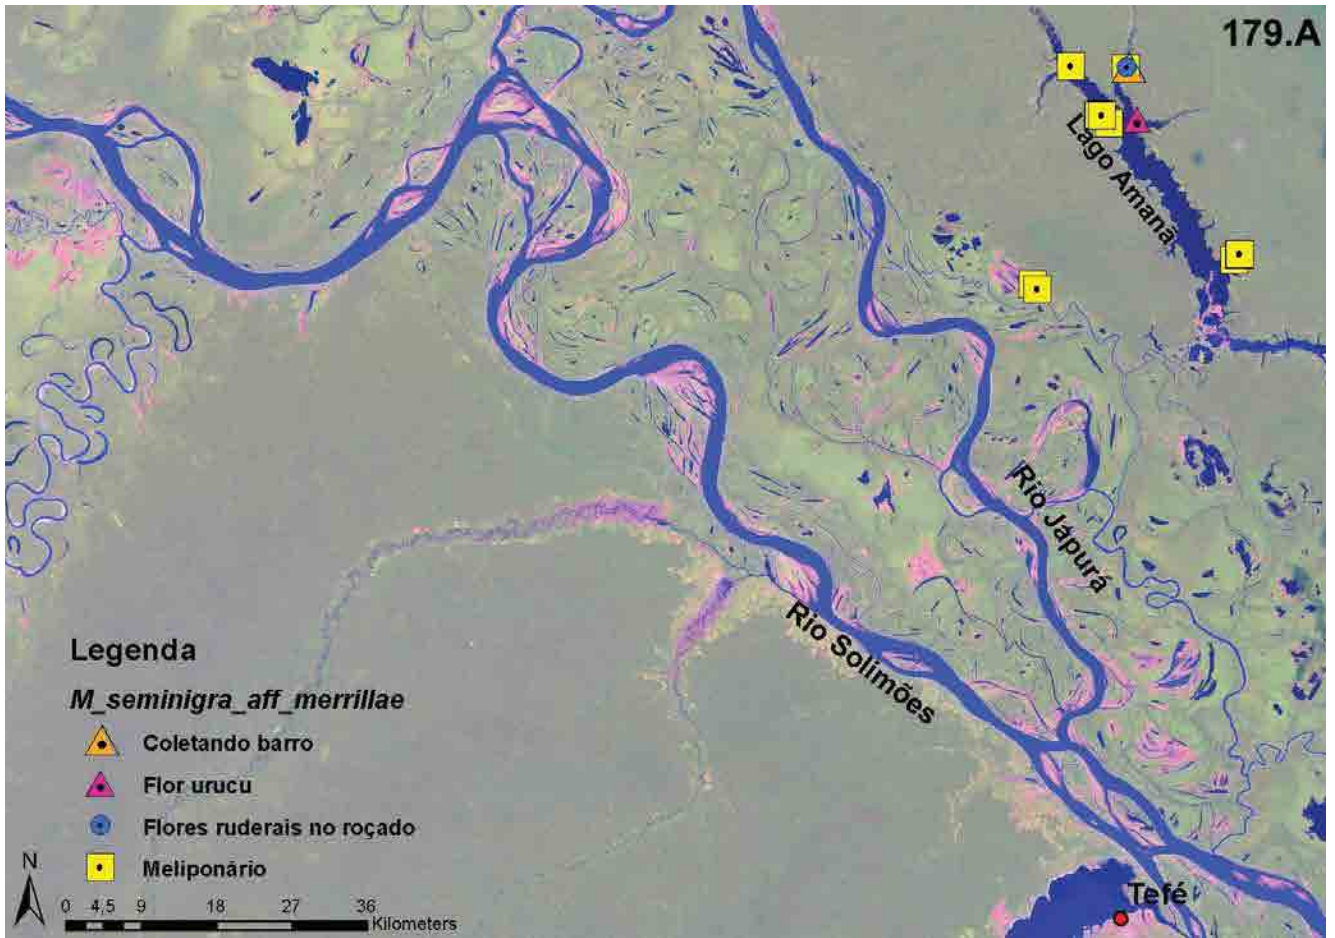 179.A
Lago Amanã
Rio Japurá
Rio Solimões
Legenda
M_seminigra_aff_merrillae
Coletando barro
Flor urucu
Flores ruderais no roçado
Meliponário
N
0 4,5 9 18 27 36
Kilometers
Tefé